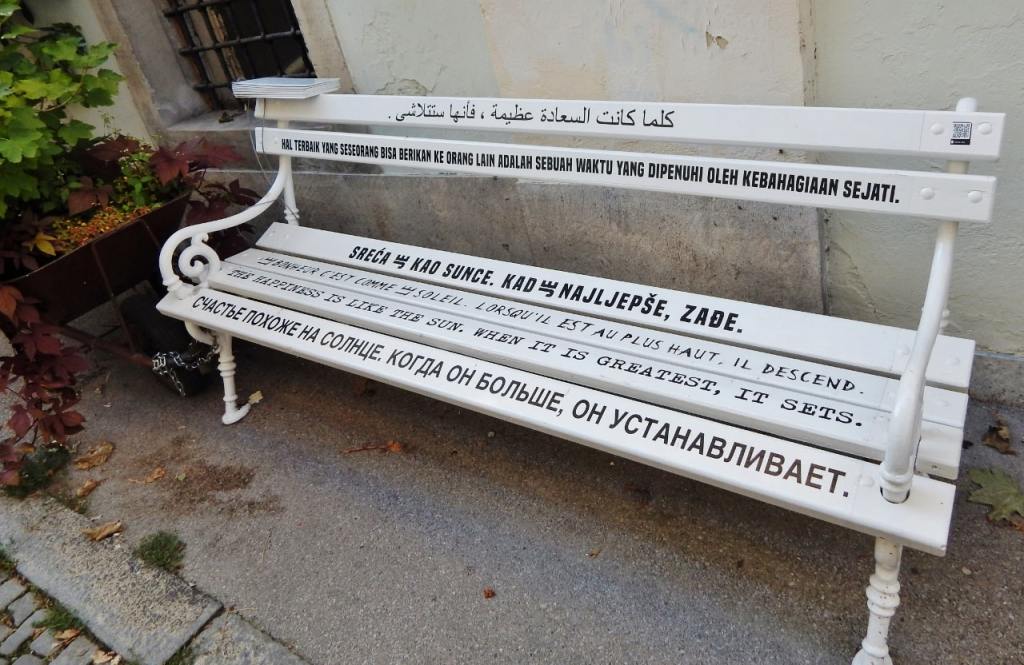 كلما كانت السعادة عظيمة ، فأنها ستتلاشى .
HAL TERBAIK YANG SESEORANG BISA BERIKAN KE ORANG LAIN ADALAH SEBUAH WAKTU YANG DIPENUHI OLEH KEBAHAGIAAN SEJATI.
SREĆA JE KAO SUNCE. KAD JE NAJLJEPŠE, ZAĐE.
LE BONHEUR C'EST COMME LE SOLEIL. LORSQU'IL EST AU PLUS HAUT, IL DESCEND.
THE HAPPINESS IS LIKE THE SUN. WHEN IT IS GREATEST, IT SETS.
СЧАСТЬЕ ПОХОЖЕ НА СОЛНЦЕ. КОГДА ОН БОЛЬШЕ, ОН УСТАНАВЛИВАЕТ.